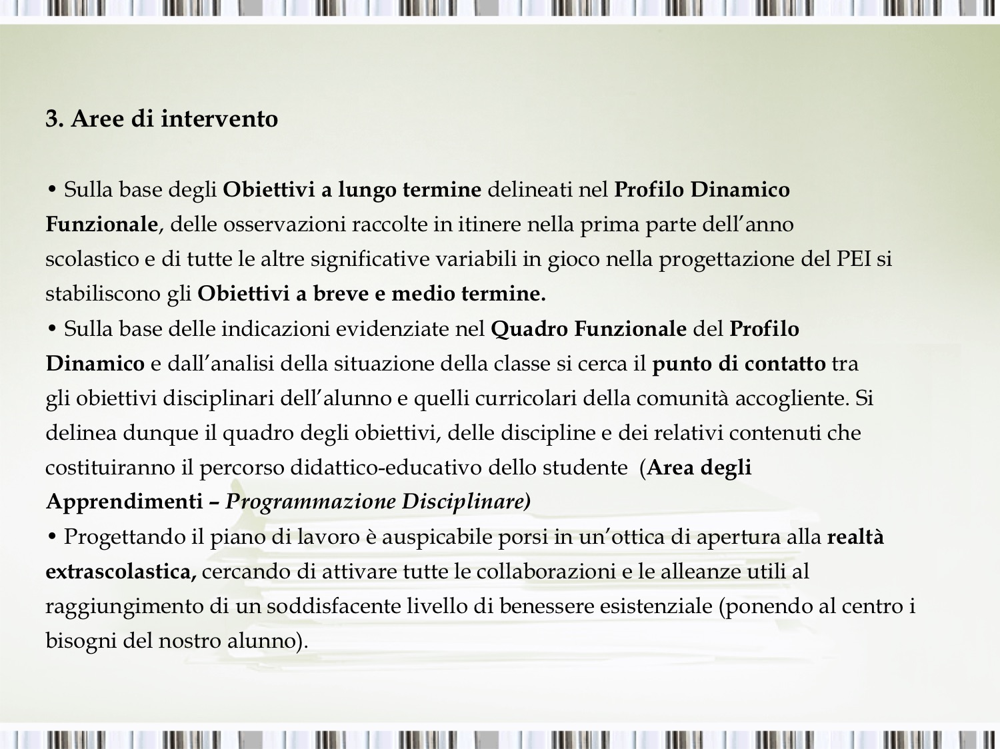 3. Aree di intervento
• Sulla base degli Obiettivi a lungo termine delineati nel Profilo Dinamico
Funzionale, delle osservazioni raccolte in itinere nella prima parte dell’anno
scolastico e di tutte le altre significative variabili in gioco nella progettazione del PEI si
stabiliscono gli Obiettivi a breve e medio termine.
• Sulla base delle indicazioni evidenziate nel Quadro Funzionale del Profilo
Dinamico e dall’analisi della situazione della classe si cerca il punto di contatto tra
gli obiettivi disciplinari dell’alunno e quelli curricolari della comunità accogliente. Si
delinea dunque il quadro degli obiettivi, delle discipline e dei relativi contenuti che
costituiranno il percorso didattico-educativo dello studente  (Area degli
Apprendimenti – Programmazione Disciplinare)
• Progettando il piano di lavoro è auspicabile porsi in un’ottica di apertura alla realtà
extrascolastica, cercando di attivare tutte le collaborazioni e le alleanze utili al
raggiungimento di un soddisfacente livello di benessere esistenziale (ponendo al centro i
bisogni del nostro alunno).